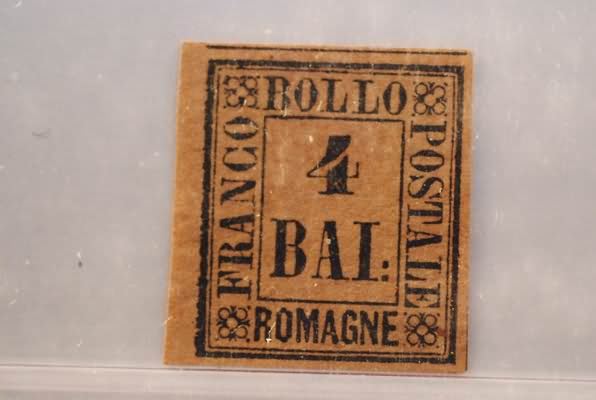 BOLLO
FRANCO
4
BAI:
POSTALE
ROMAGNE